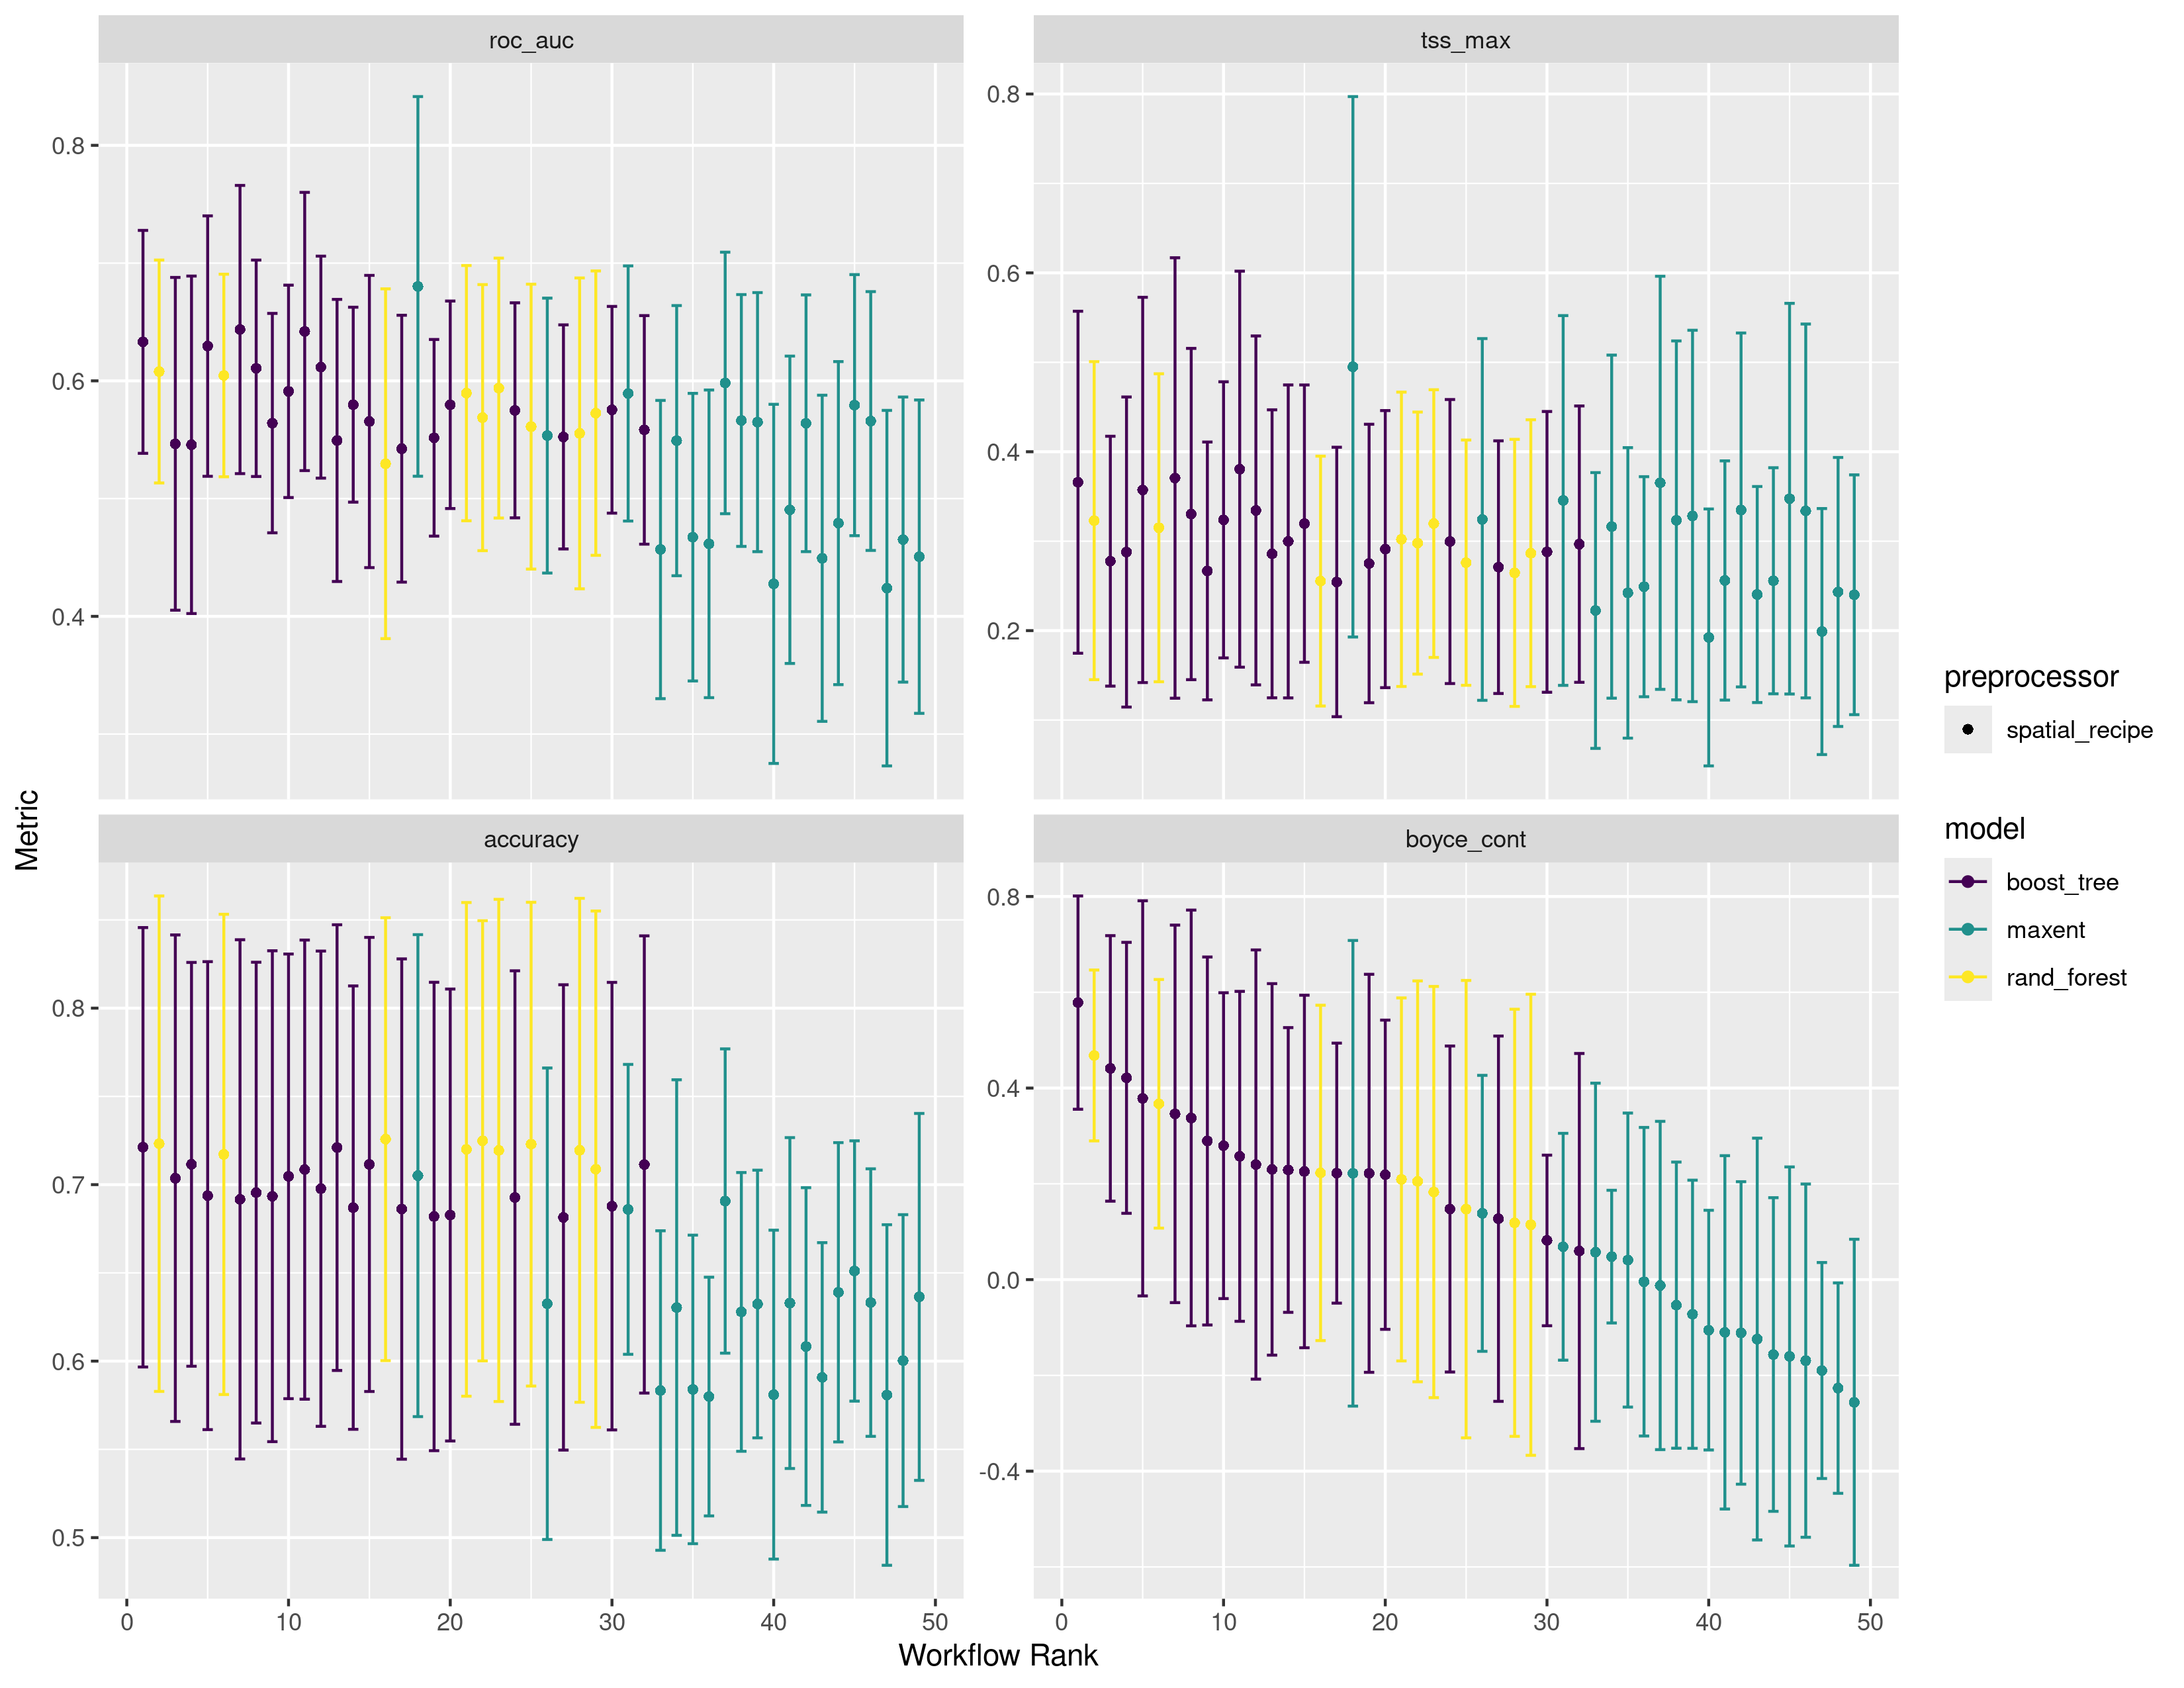 roc_auc
tss_max
0.8
0.6
0.4
0.8
0.6
0.4
0.2
accuracy
boyce_cont
0.8
0.7
0.6
0.5
0.8
0.4
0.0
-0.4
0 10 20 30 40 50
0 10 20 30 40 50
Workflow Rank
Metric
preprocessor
spatial_recipe
model
boost_tree
maxent
rand_forest